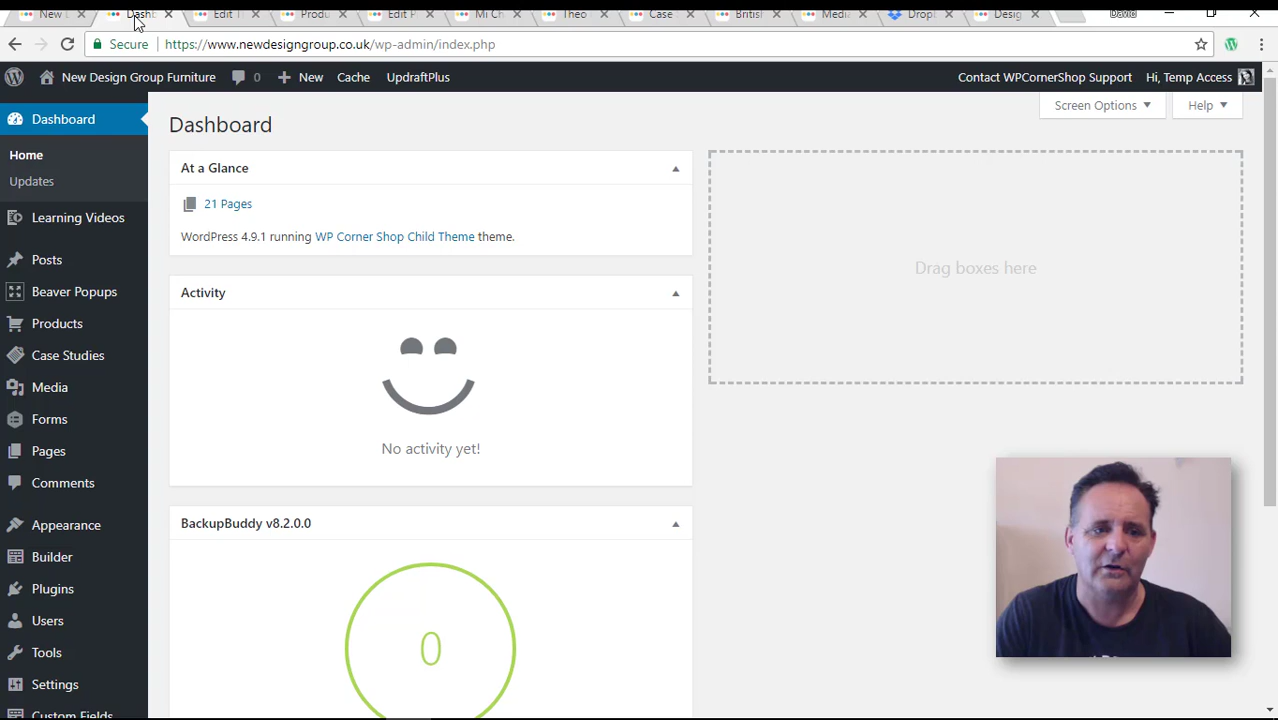 New D
Dashb
Edit T
Produ
Edit P
Mi Ch
Theo
Case
British
Media
Dropl
Desig
David
Secure
https://www.newdesigngroup.co.uk/wp-admin/index.php
New Design Group Furniture
0
New
Cache
UpdraftPlus
Contact WPCornerShop Support
Hi, Temp Access
Dashboard
Home
Updates
Learning Videos
Posts
Beaver Popups
Products
Case Studies
Media
Forms
Pages
Comments
Appearance
Builder
Plugins
Users
Tools
Settings
Custom Fields
Screen Options
Help
Dashboard
At a Glance
21 Pages
WordPress 4.9.1 running WP Corner Shop Child Theme theme.
Activity
No activity yet!
BackupBuddy v8.2.0.0
0
Drag boxes here